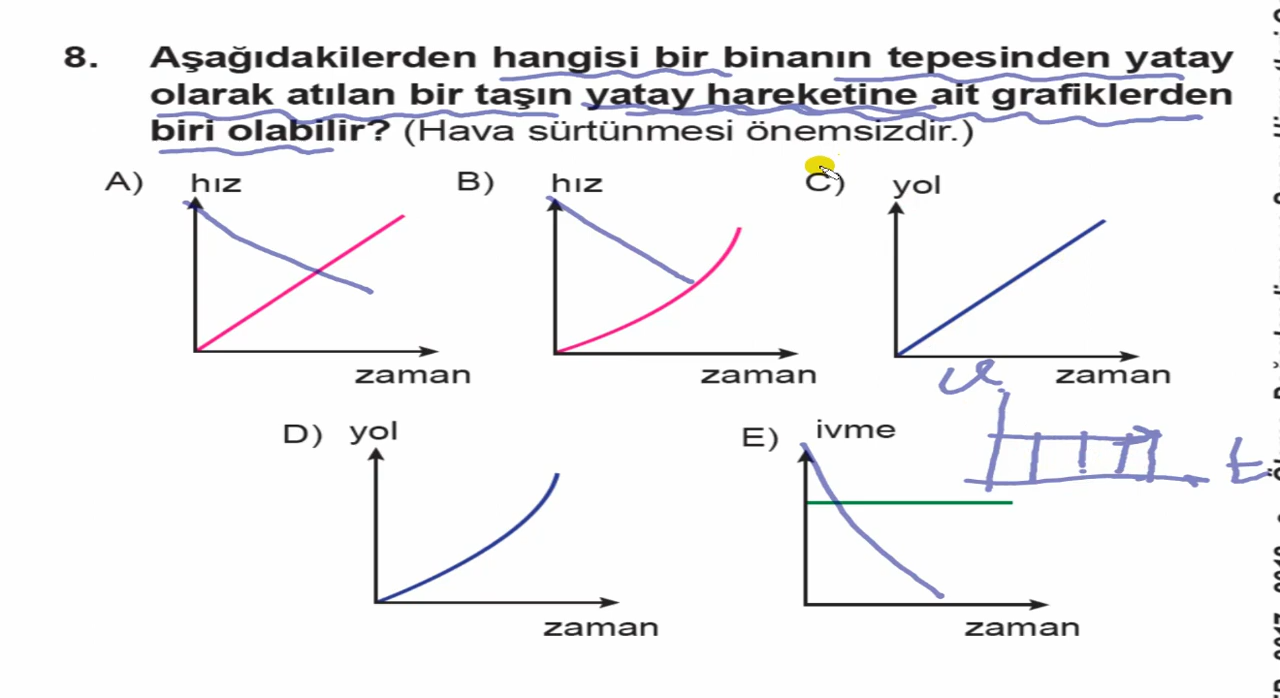 8. Aşağıdakilerden hangisi bir binanın tepesinden yatay
olarak atılan bir taşın yatay hareketine ait grafiklerden
biri olabilir? (Hava sürtünmesi önemsizdir.)
A) hız
zaman
B) hız
zaman
C) yol
zaman
D) yol
zaman
E) ivme
zaman
t